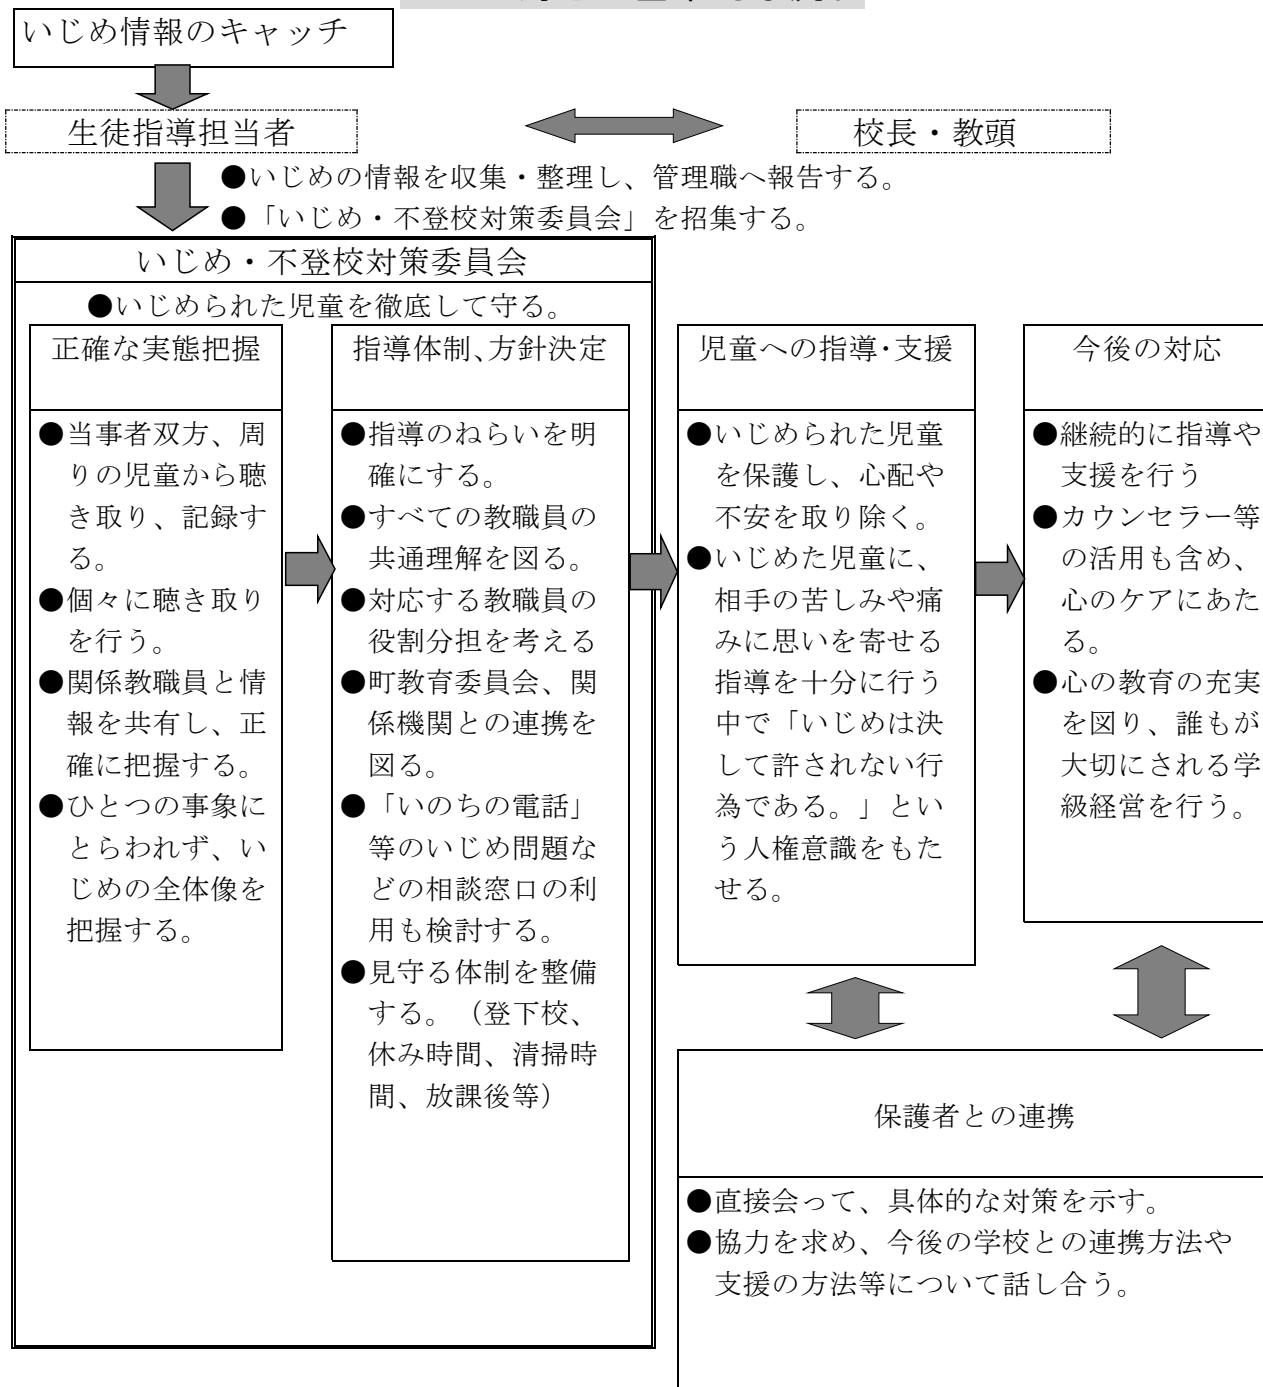 いじめ情報のキャッチ
生徒指導担当者
校長・教頭
●いじめの情報を収集・整理し、管理職へ報告する。
●「いじめ・不登校対策委員会」を招集する。
いじめ・不登校対策委員会
●いじめられた児童を徹底して守る。
正確な実態把握
●当事者双方、周
りの児童から聴
き取り、記録す
る。
●個々に聴き取り
を行う。
●関係教職員と情
報を共有し、正
確に把握する。
●ひとつの事象に
とらわれず、い
じめの全体像を
把握する。
指導体制、方針決定
●指導のねらいを明
確にする。
●すべての教職員の
共通理解を図る。
●対応する教職員の
役割分担を考える
●町教育委員会、関
係機関との連携を
図る。
●「いのちの電話」
等のいじめ問題な
どの相談窓口の利
用も検討する。
●見守る体制を整備
する。（登下校、
休み時間、清掃時
間、放課後等）
児童への指導・支援
●いじめられた児童
を保護し、心配や
不安を取り除く。
●いじめた児童に、
相手の苦しみや痛
みに思いを寄せる
指導を十分に行う
中で「いじめは決
して許されない行
為である。」とい
う人権意識をもた
せる。
今後の対応
●継続的に指導や
支援を行う
●カウンセラー等
の活用も含め、
心のケアにあた
る。
●心の教育の充実
を図り、誰もが
大切にされる学
級経営を行う。
保護者との連携
●直接会って、具体的な対策を示す。
●協力を求め、今後の学校との連携方法や
支援の方法等について話し合う。